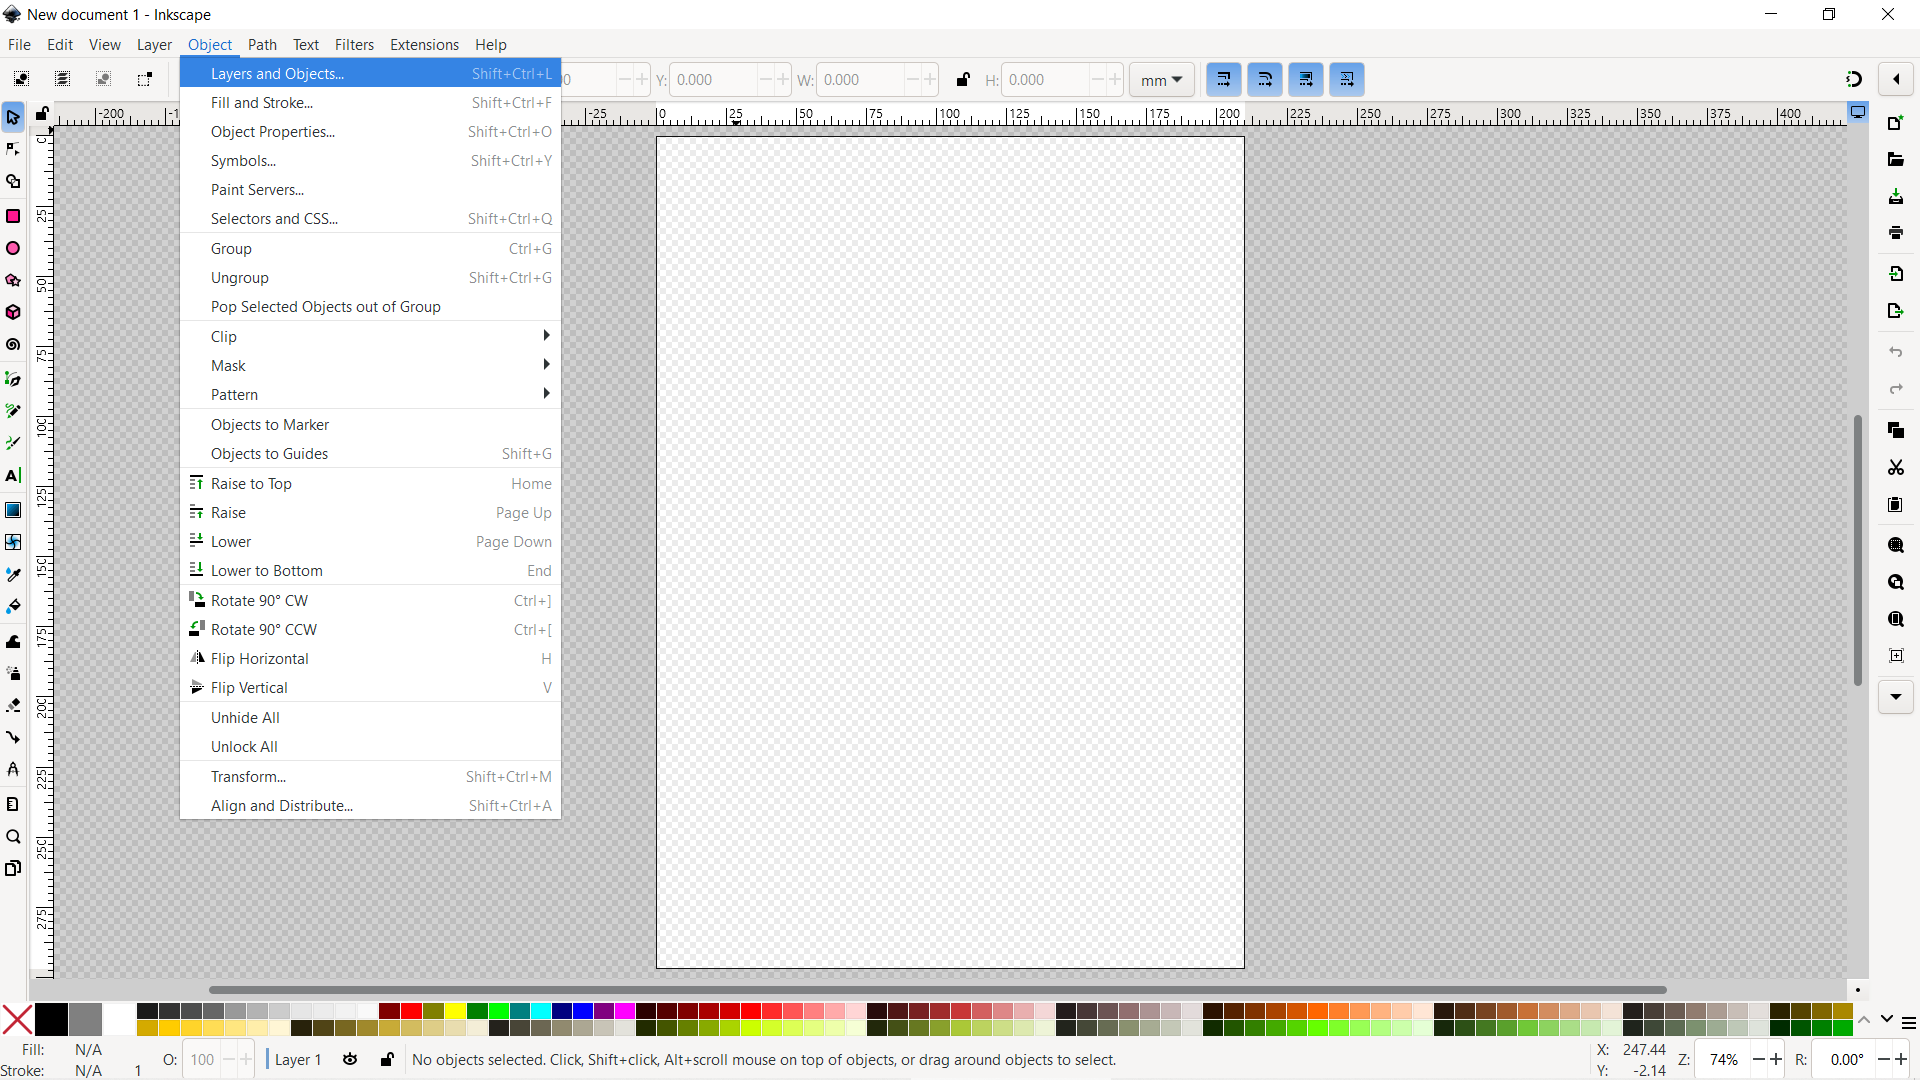 New document 1 - Inkscape
File Edit View Layer Object Path Text Filters Extensions Help
Layers and Objects... Shift+Ctrl+L
Y: 0.000 W: 0.000 H: 0.000 mm
Fill and Stroke... Shift+Ctrl+F
-200 -25 0 25 50 75 100 125 150 175 200 225 250 275 300 325 350 375 400
Object Properties... Shift+Ctrl+O
Symbols... Shift+Ctrl+Y
Paint Servers...
Selectors and CSS... Shift+Ctrl+Q
Group Ctrl+G
Ungroup Shift+Ctrl+G
Pop Selected Objects out of Group
Clip
Mask
Pattern
Objects to Marker
Objects to Guides Shift+G
Raise to Top Home
Raise Page Up
Lower Page Down
Lower to Bottom End
Rotate 90° CW Ctrl+]
Rotate 90° CCW Ctrl+[
Flip Horizontal H
Flip Vertical V
Unhide All
Unlock All
Transform... Shift+Ctrl+M
Align and Distribute... Shift+Ctrl+A
0
25
50
75
100
125
150
175
200
225
250
275
Fill: N/A
Stroke: N/A 1
O: 100
Layer 1
No objects selected. Click, Shift+click, Alt+scroll mouse on top of objects, or drag around objects to select.
X: 247.44
Y: -2.14
Z: 74%
R: 0.00°